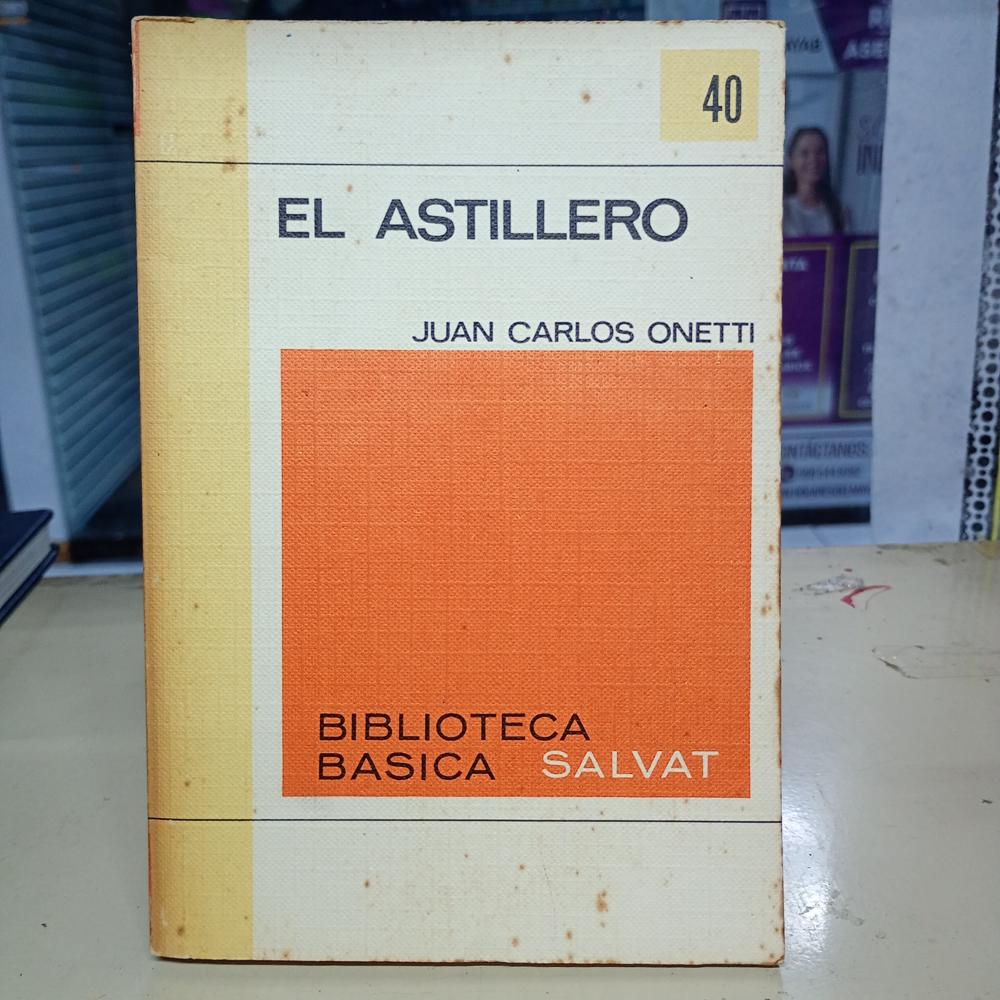 40
EL ASTILLERO
JUAN CARLOS ONETTI
BIBLIOTECA
BASICA SALVAT